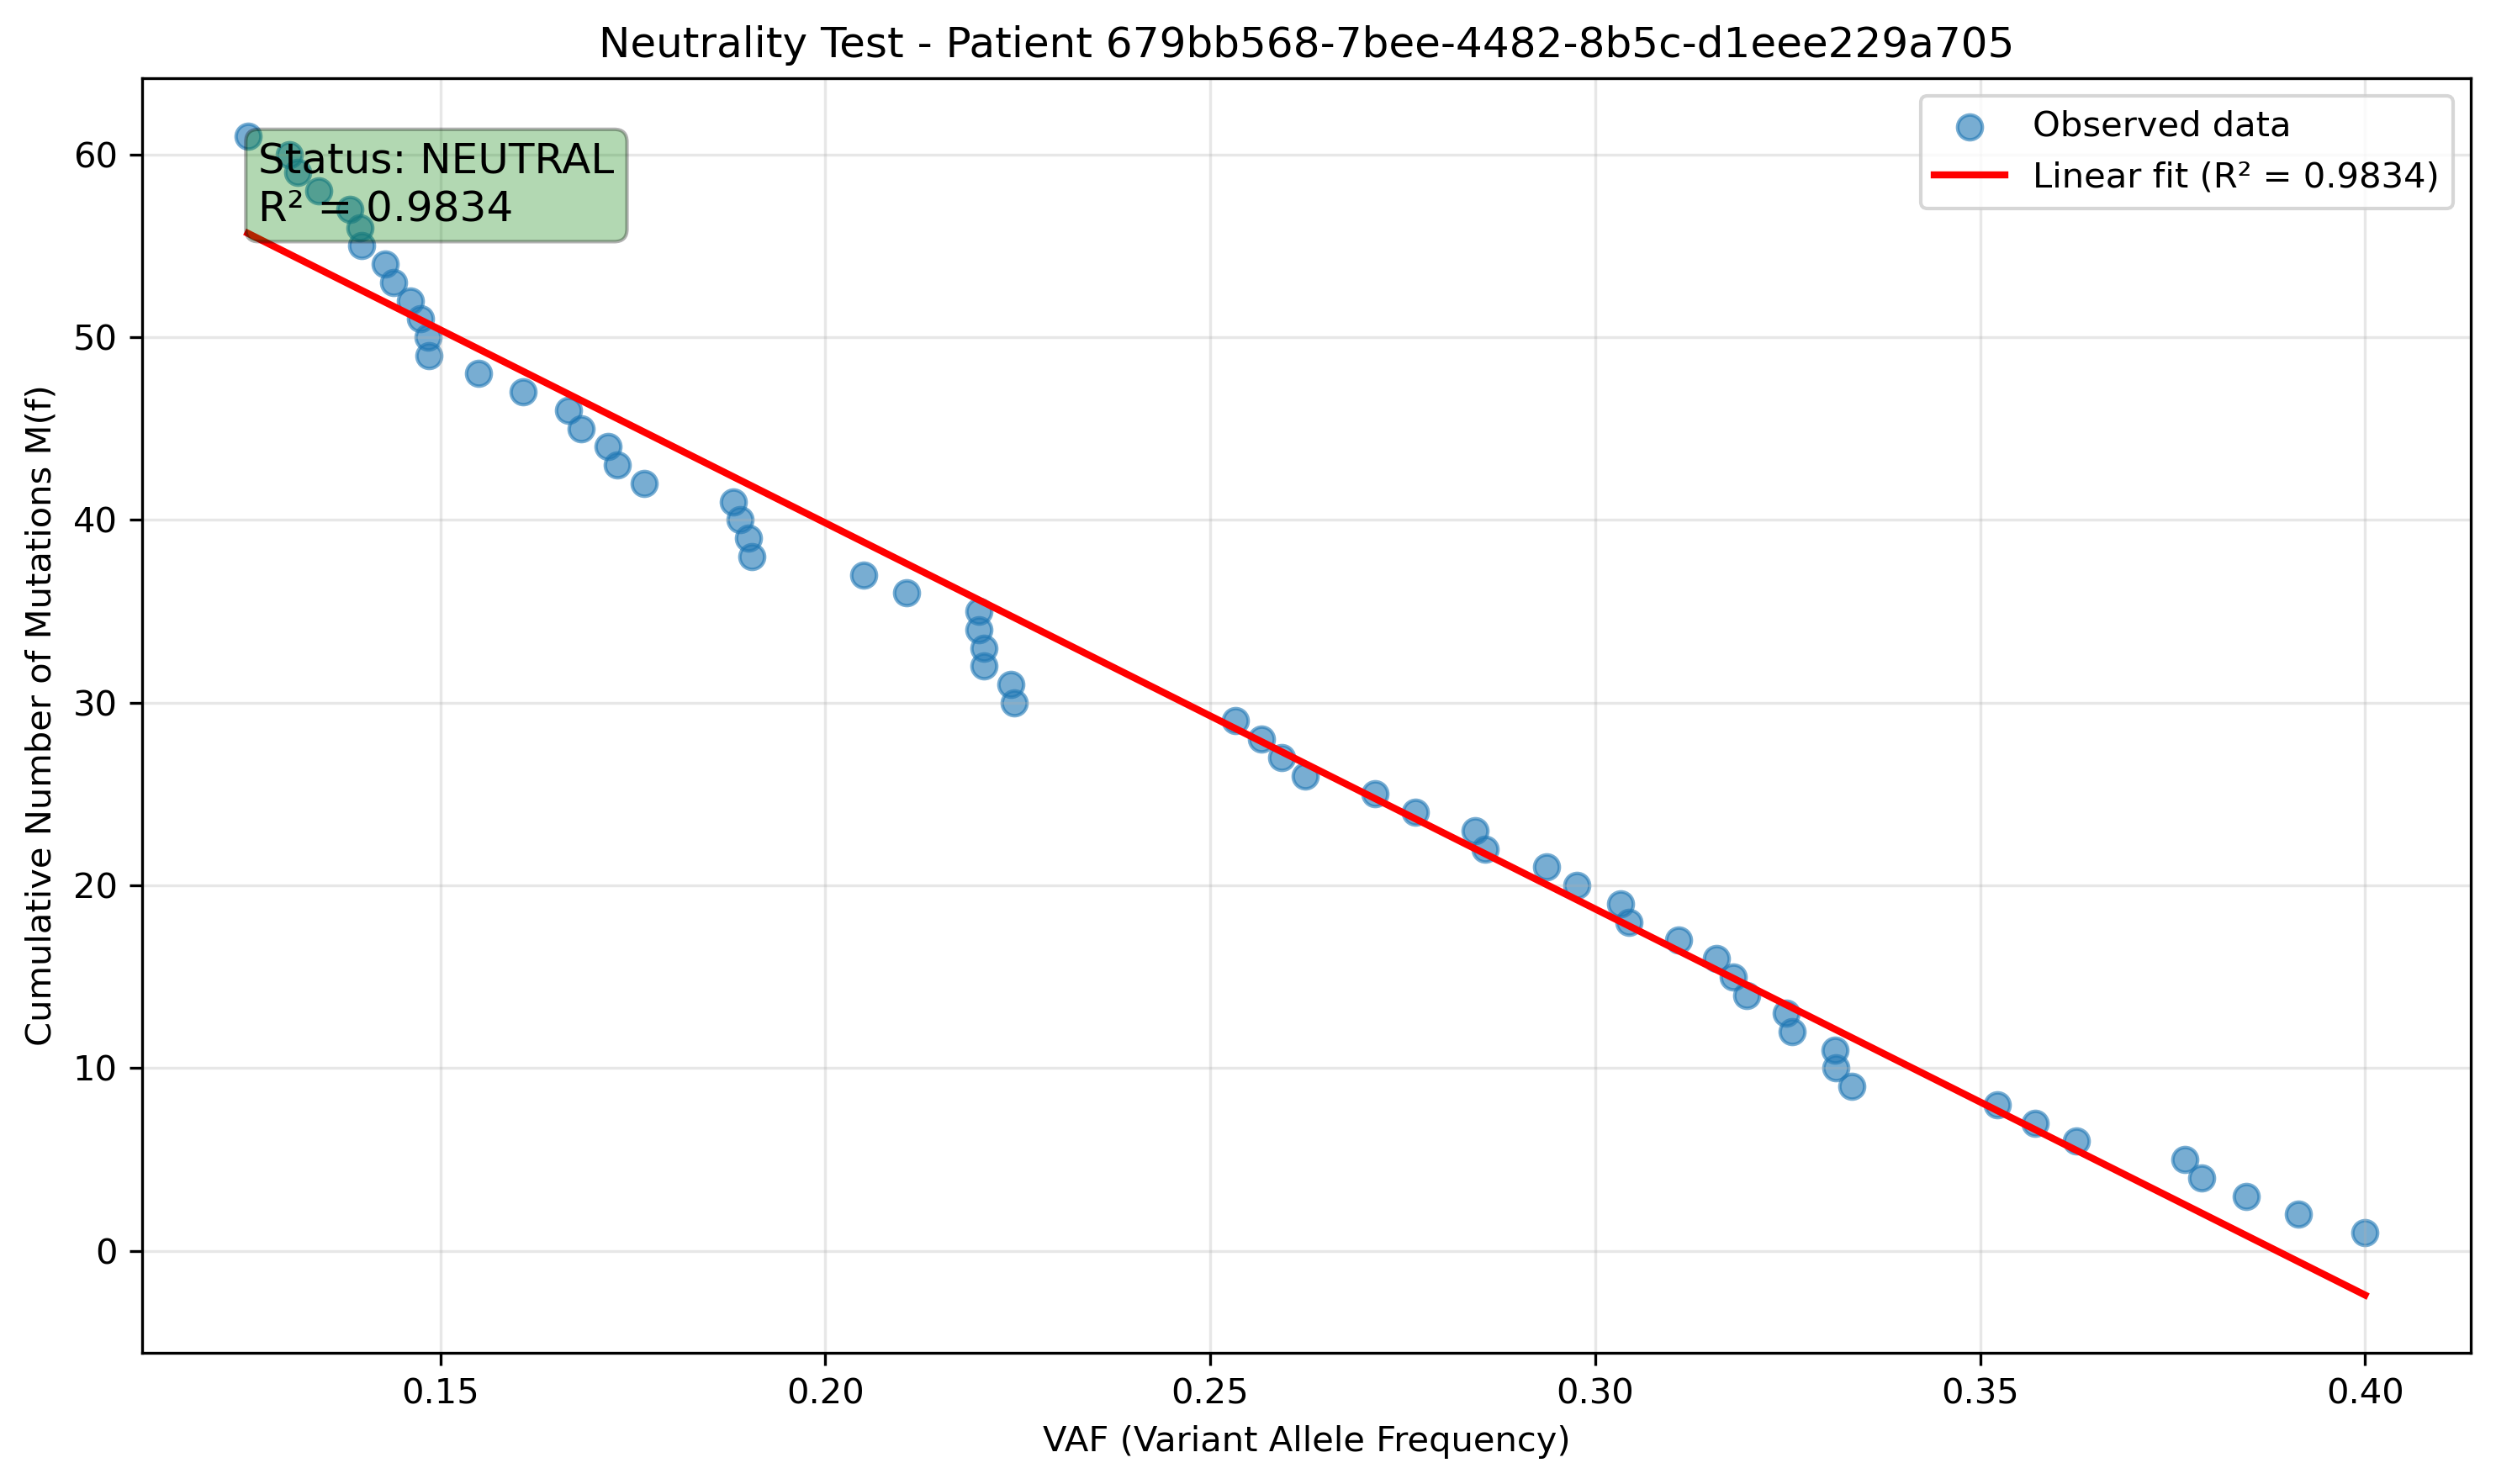 Neutrality Test - Patient 679bb568-7bee-4482-8b5c-d1eee229a705
Status: NEUTRAL
R² = 0.9834
Observed data
Linear fit (R² = 0.9834)
Cumulative Number of Mutations M(f)
60
50
40
30
20
10
0
0.15
0.20
0.25
0.30
0.35
0.40
VAF (Variant Allele Frequency)